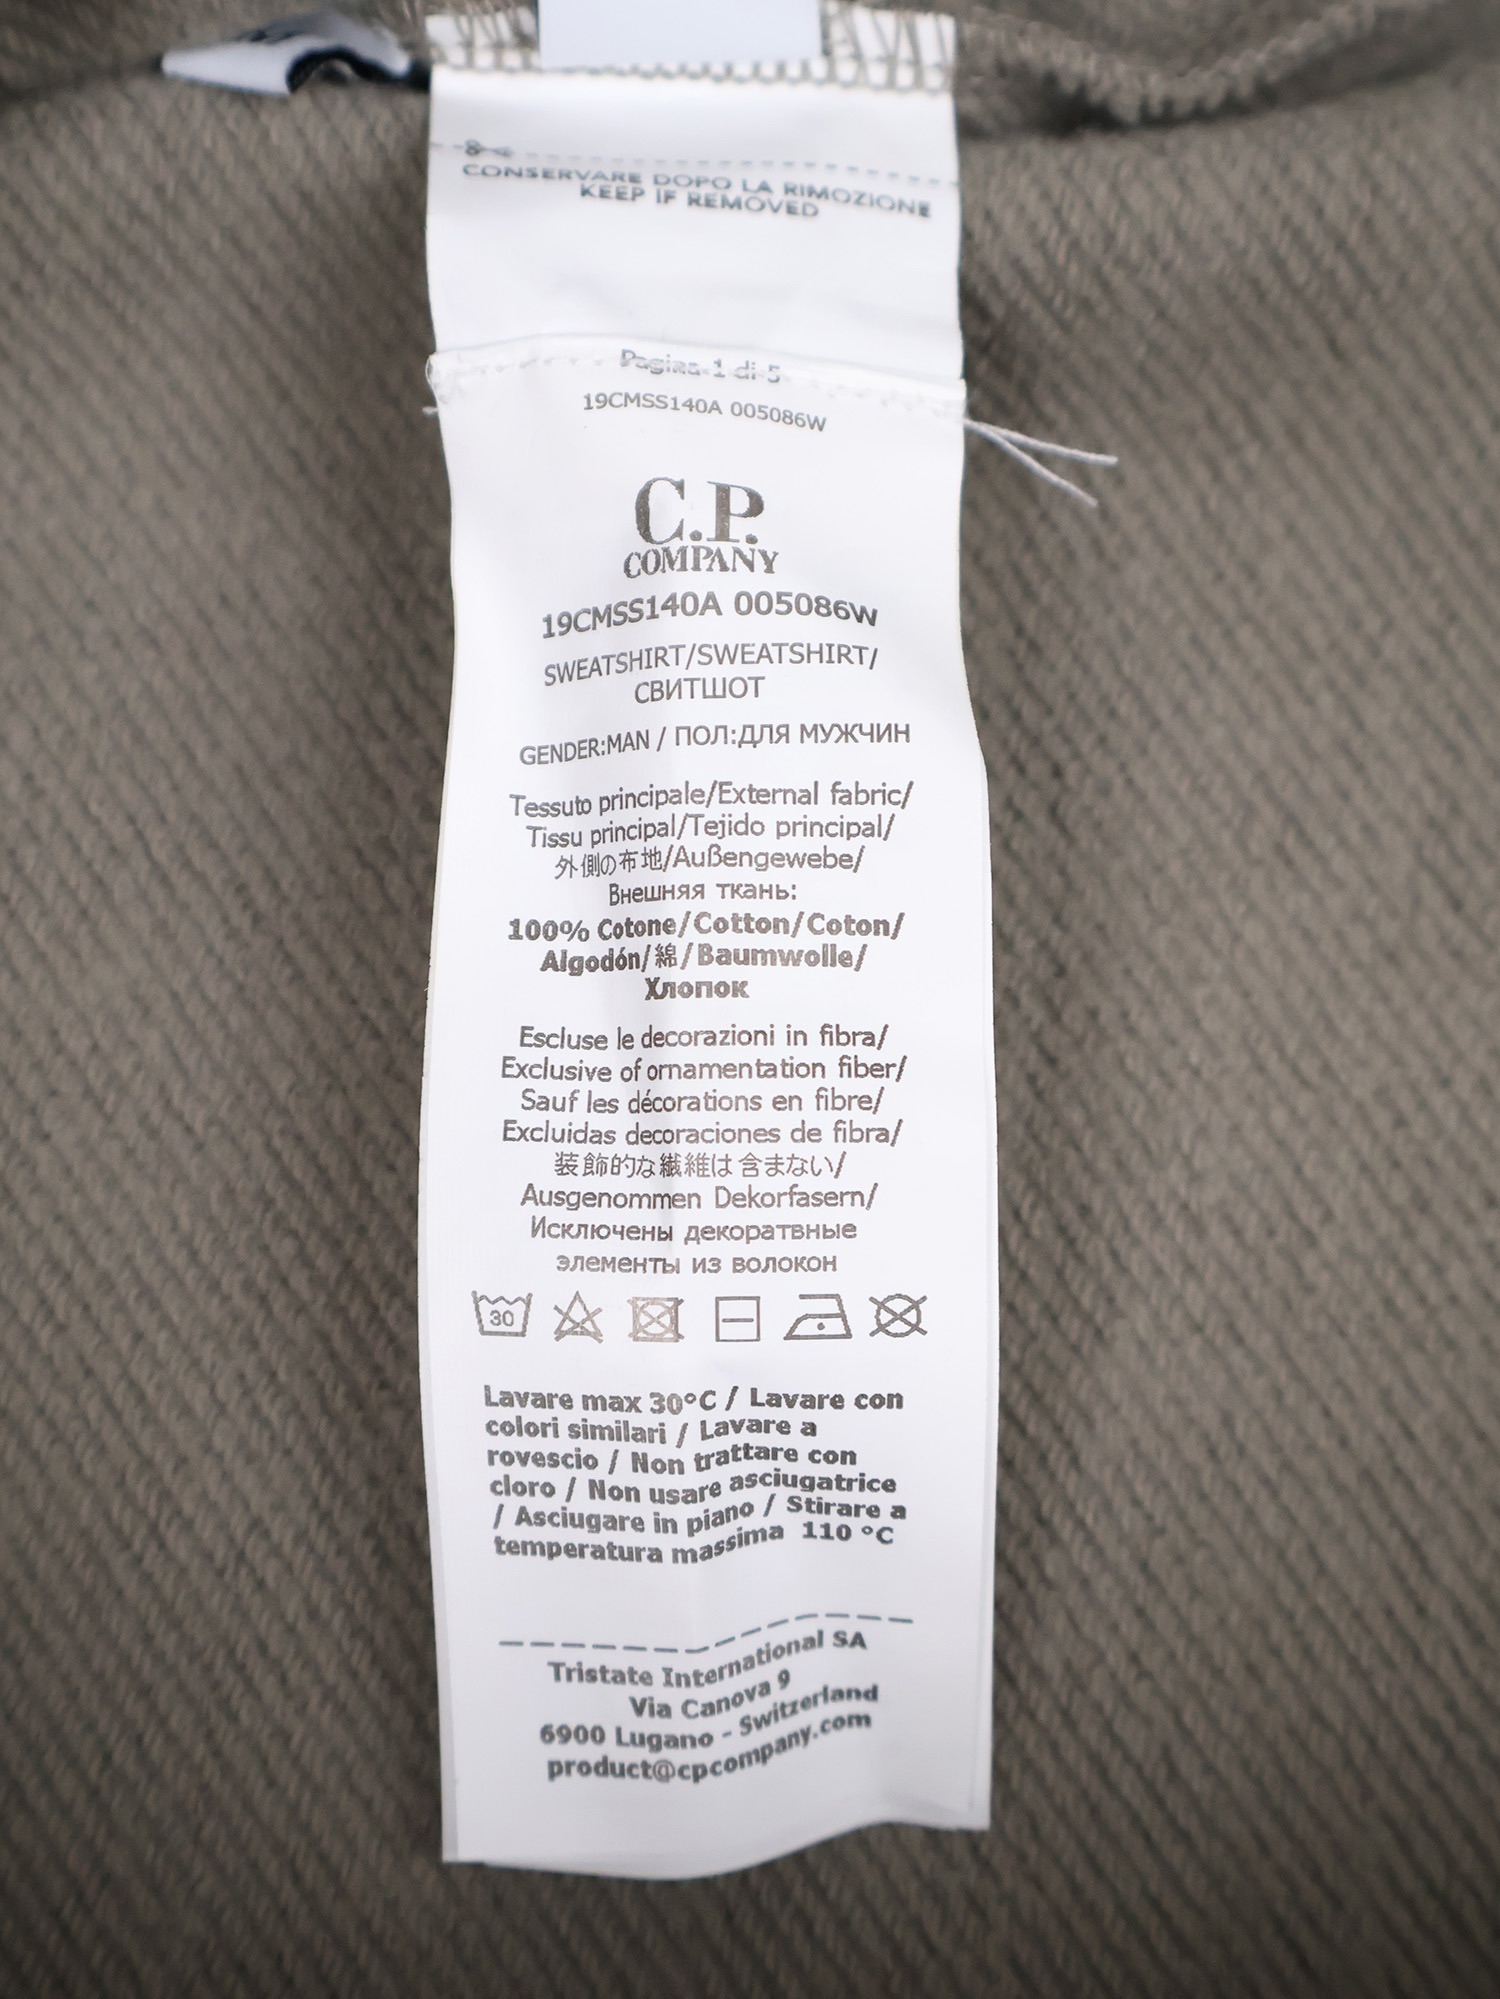 CONSERVARE DOPO LA RIMOZIONE
KEEP IF REMOVED
Pagina 1 di 5
19CMSS140A 005086W
C.P.
COMPANY
19CMSS140A 005086W
SWEATSHIRT/SWEATSHIRT/
СВИТШОТ
GENDER:MAN / ПОЛ:ДЛЯ МУЖЧИН
Tessuto principale/External fabric/
Tissu principal/Tejido principal/
外側の布地/Außengewebe/
Внешняя ткань:
100% Cotone/Cotton/Coton/
Algodón/綿/Baumwolle/
Хлопок
Escluse le decorazioni in fibra/
Exclusive of ornamentation fiber/
Sauf les décorations en fibre/
Excluidas decoraciones de fibra/
装飾的な繊維は含まない/
Ausgenommen Dekorfasern/
Исключены декоратвные
элементы из волокон
30
Lavare max 30°C / Lavare con
colori similari / Lavare a
rovescio / Non trattare con
cloro / Non usare asciugatrice
/ Asciugare in piano / Stirare a
temperatura massima 110 °C
Tristate International SA
Via Canova 9
6900 Lugano - Switzerland
product@cpcompany.com